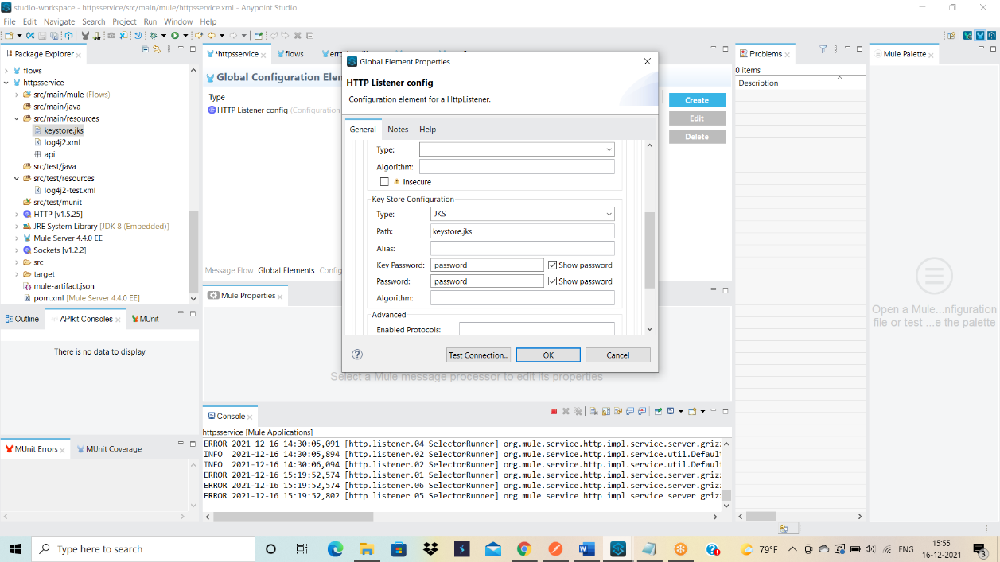 studio-workspace - httpsservice/src/main/mule/httpsservice.xml - Anypoint Studio
File Edit Navigate Search Project Run Window Help
Package Explorer
flows
httpsservice
src/main/mule (Flows)
src/main/java
src/main/resources
keystore.jks
log4j2.xml
api
src/test/java
src/test/resources
log4j2-test.xml
src/test/munit
HTTP [v1.5.25]
JRE System Library [JDK 8 (Embedded)]
Mule Server 4.4.0 EE
Sockets [v1.2.2]
src
target
mule-artifact.json
pom.xml [Mule Server 4.4.0 EE]
Outline
APIkit Consoles
MUnit
There is no data to display
MUnit Errors
MUnit Coverage
*httpsservice
flows
Global Configuration Elen
Type
HTTP Listener config (Configuration
Create
Edit
Delete
Message Flow Global Elements Config
Mule Properties
Select a Mule message processor to edit its properties
Global Element Properties
HTTP Listener config
Configuration element for a HttpListener.
General Notes Help
Type:
Algorithm:
Insecure
Key Store Configuration
Type: JKS
Path: keystore.jks
Alias:
Key Password: password Show password
Password: password Show password
Algorithm:
Advanced
Enabled Protocols:
Test Connection...
OK
Cancel
Console
httpsservice [Mule Applications]
ERROR 2021-12-16 14:30:05,091 [http.listener.04 SelectorRunner] org.mule.service.http.impl.service.server.griz
INFO 2021-12-16 14:30:05,894 [http.listener.02 SelectorRunner] org.mule.service.http.impl.service.util.Defaul
INFO 2021-12-16 14:30:06,094 [http.listener.02 SelectorRunner] org.mule.service.http.impl.service.util.Defaul
ERROR 2021-12-16 15:19:52,574 [http.listener.01 SelectorRunner] org.mule.service.http.impl.service.server.griz
ERROR 2021-12-16 15:19:52,574 [http.listener.06 SelectorRunner] org.mule.service.http.impl.service.server.griz
ERROR 2021-12-16 15:19:52,802 [http.listener.05 SelectorRunner] org.mule.service.http.impl.service.server.griz
Problems
0 items
Description
Mule Palette
Open a Mule...nfiguration
file or test ...e the palette
Type here to search
79°F
ENG
15:55
16-12-2021
3